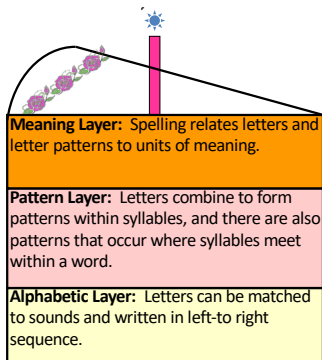 Meaning Layer: Spelling relates letters and
letter patterns to units of meaning.
Pattern Layer: Letters combine to form
patterns within syllables, and there are also
patterns that occur where syllables meet
within a word.
Alphabetic Layer: Letters can be matched
to sounds and written in left-to right
sequence.